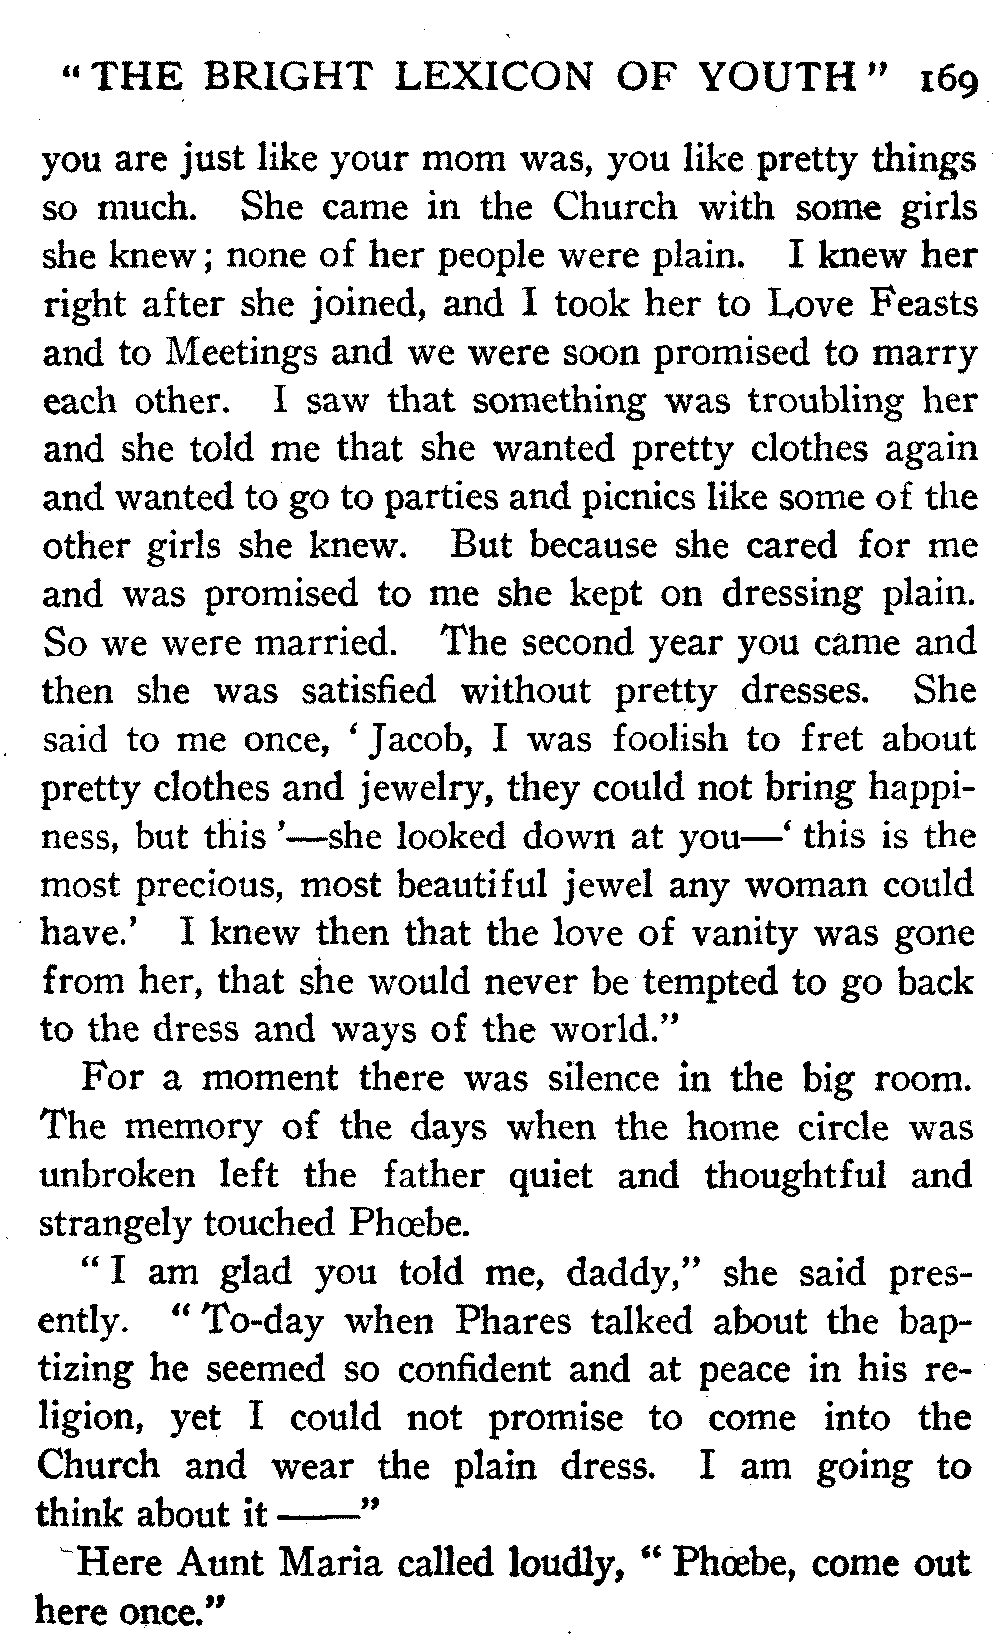 "THE BRIGHT LEXICON OF YOUTH" 169
you are just like your mom was, you like pretty things
so much. She came in the Church with some girls
she knew; none of her people were plain. I knew her
right after she joined, and I took her to Love Feasts
and to Meetings and we were soon promised to marry
each other. I saw that something was troubling her
and she told me that she wanted pretty clothes again
and wanted to go to parties and picnics like some of the
other girls she knew. But because she cared for me
and was promised to me she kept on dressing plain.
So we were married. The second year you came and
then she was satisfied without pretty dresses. She
said to me once, 'Jacob, I was foolish to fret about
pretty clothes and jewelry, they could not bring happi-
ness, but this'—she looked down at you—'this is the
most precious, most beautiful jewel any woman could
have.' I knew then that the love of vanity was gone
from her, that she would never be tempted to go back
to the dress and ways of the world."
For a moment there was silence in the big room.
The memory of the days when the home circle was
unbroken left the father quiet and thoughtful and
strangely touched Phœbe.
"I am glad you told me, daddy," she said pres-
ently. "To-day when Phares talked about the bap-
tizing he seemed so confident and at peace in his re-
ligion, yet I could not promise to come into the
Church and wear the plain dress. I am going to
think about it——"
Here Aunt Maria called loudly, "Phœbe, come out
here once."